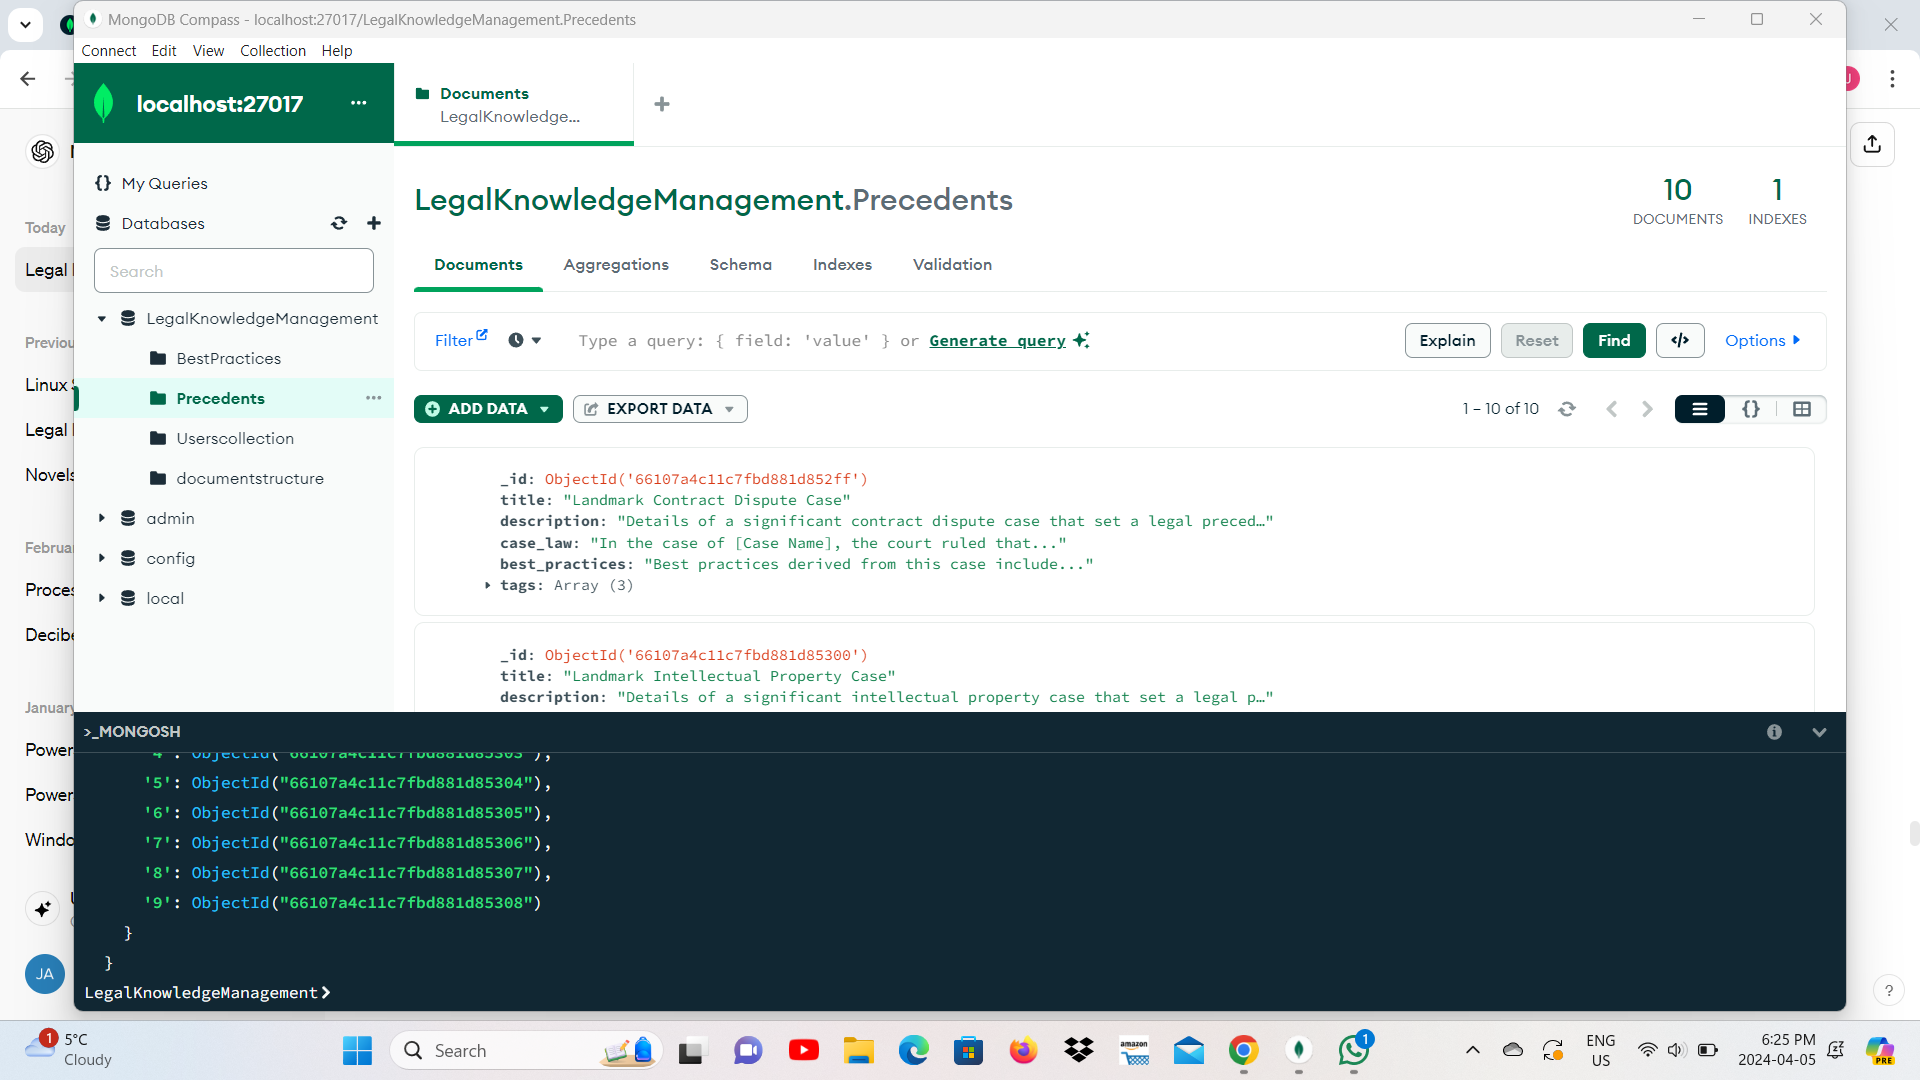 MongoDB Compass - localhost:27017/LegalKnowledgeManagement.Precedents
Connect Edit View Collection Help
localhost:27017
Documents
LegalKnowledge...
My Queries
Databases
Search
LegalKnowledgeManagement
BestPractices
Precedents
Userscollection
documentstructure
admin
config
local
LegalKnowledgeManagement.Precedents
10
DOCUMENTS
1
INDEXES
Documents Aggregations Schema Indexes Validation
Filter
Type a query: { field: 'value' } or Generate query
Explain Reset Find </> Options
ADD DATA EXPORT DATA
1 – 10 of 10
{}
_id: ObjectId('66107a4c11c7fbd881d852ff')
title: "Landmark Contract Dispute Case"
description: "Details of a significant contract dispute case that set a legal preced…"
case_law: "In the case of [Case Name], the court ruled that..."
best_practices: "Best practices derived from this case include..."
tags: Array (3)
_id: ObjectId('66107a4c11c7fbd881d85300')
title: "Landmark Intellectual Property Case"
description: "Details of a significant intellectual property case that set a legal p…"
>_MONGOSH
'4': ObjectId("66107a4c11c7fbd881d85303"),
'5': ObjectId("66107a4c11c7fbd881d85304"),
'6': ObjectId("66107a4c11c7fbd881d85305"),
'7': ObjectId("66107a4c11c7fbd881d85306"),
'8': ObjectId("66107a4c11c7fbd881d85307"),
'9': ObjectId("66107a4c11c7fbd881d85308")
}
}
LegalKnowledgeManagement>
Today
Legal
Previou
Linux
Legal
Novels
Februa
Proces
Decibe
January
Power
Power
Windo
JA
?
1
5°C
Cloudy
Search
amazon
1
ENG
US
6:25 PM
2024-04-05
PRE